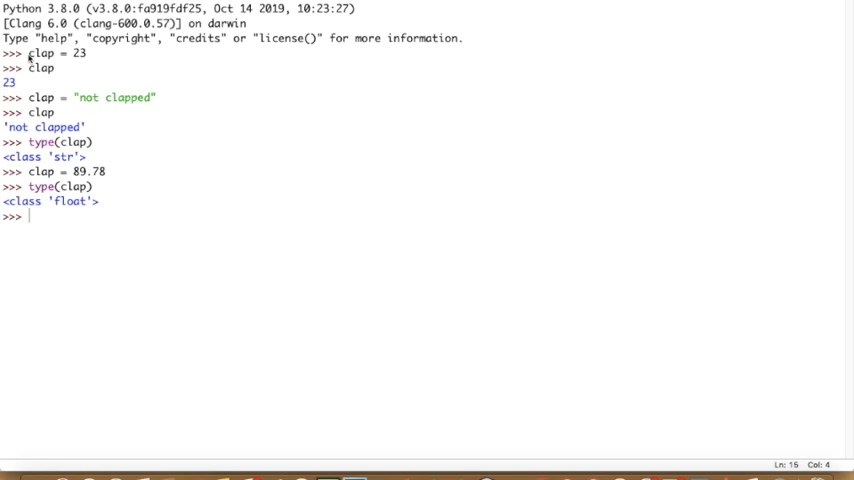 Python 3.8.0 (v3.8.0:fa919fdf25, Oct 14 2019, 10:23:27)
[Clang 6.0 (clang-600.0.57)] on darwin
Type "help", "copyright", "credits" or "license()" for more information.
>>> clap = 23
>>> clap
23
>>> clap = "not clapped"
>>> clap
'not clapped'
>>> type(clap)
<class 'str'>
>>> clap = 89.78
>>> type(clap)
<class 'float'>
>>>
Ln: 15 Col: 4